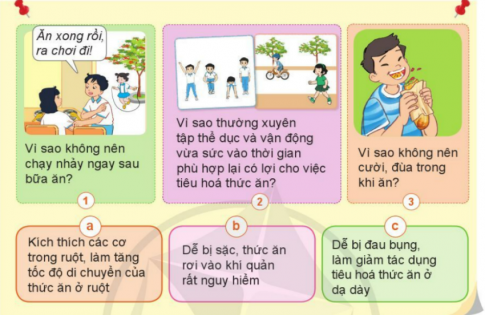 Ăn xong rồi,
ra chơi đi!
Vì sao không nên
chạy nhảy ngay sau
bữa ăn?
1
Vì sao thường xuyên
tập thể dục và vận động
vừa sức vào thời gian
phù hợp lại có lợi cho việc
tiêu hoá thức ăn?
2
Vì sao không nên
cười, đùa trong
khi ăn?
3
a
Kích thích các cơ
trong ruột, làm tăng
tốc độ di chuyển của
thức ăn ở ruột
b
Dễ bị sặc, thức ăn
rơi vào khí quản
rất nguy hiểm
c
Dễ bị đau bụng,
làm giảm tác dụng
tiêu hoá thức ăn ở
dạ dày